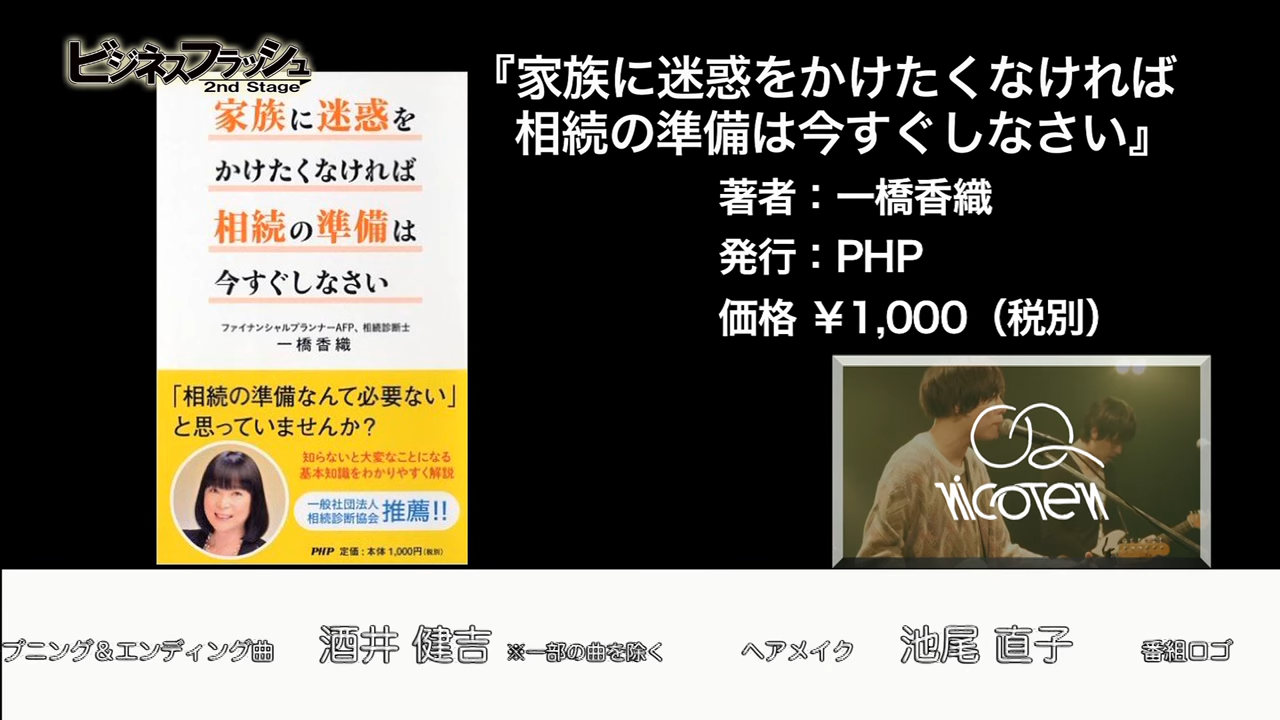 ビジネスフラッシュ
2nd Stage
『家族に迷惑をかけたくなければ
相続の準備は今すぐしなさい』
著者：一橋香織
発行：PHP
価格 ￥1,000（税別）
家族に迷惑を
かけたくなければ
相続の準備は
今すぐしなさい
ファイナンシャルプランナーAFP、相続診断士
一橋香織
「相続の準備なんて必要ない」
と思っていませんか？
知らないと大変なことになる
基本知識をわかりやすく解説
一般社団法人
相続診断協会 推薦!!
PHP 定価：本体1,000円(税別)
nicoten
プニング＆エンディング曲 酒井 健吉 ※一部の曲を除く ヘアメイク 池尾 直子 番組ロゴ